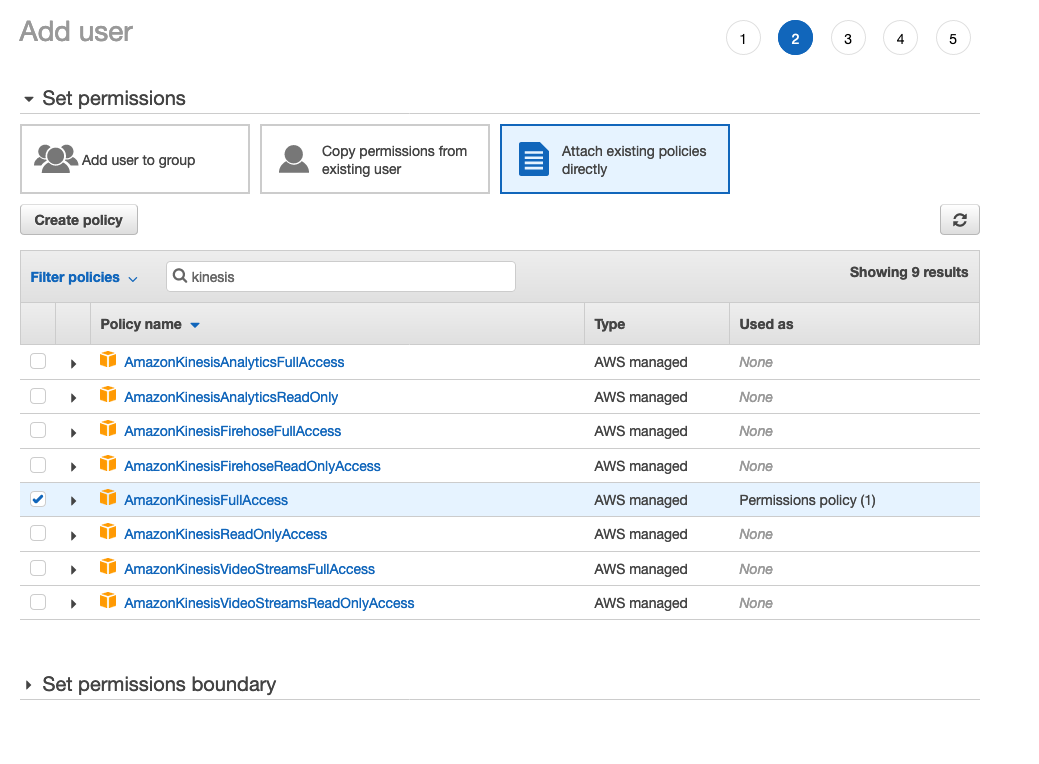 Add user
1 2 3 4 5
Set permissions
Add user to group
Copy permissions from
existing user
Attach existing policies
directly
Create policy
Filter policies kinesis Showing 9 results
Policy name Type Used as
AmazonKinesisAnalyticsFullAccess AWS managed None
AmazonKinesisAnalyticsReadOnly AWS managed None
AmazonKinesisFirehoseFullAccess AWS managed None
AmazonKinesisFirehoseReadOnlyAccess AWS managed None
AmazonKinesisFullAccess AWS managed Permissions policy (1)
AmazonKinesisReadOnlyAccess AWS managed None
AmazonKinesisVideoStreamsFullAccess AWS managed None
AmazonKinesisVideoStreamsReadOnlyAccess AWS managed None
Set permissions boundary